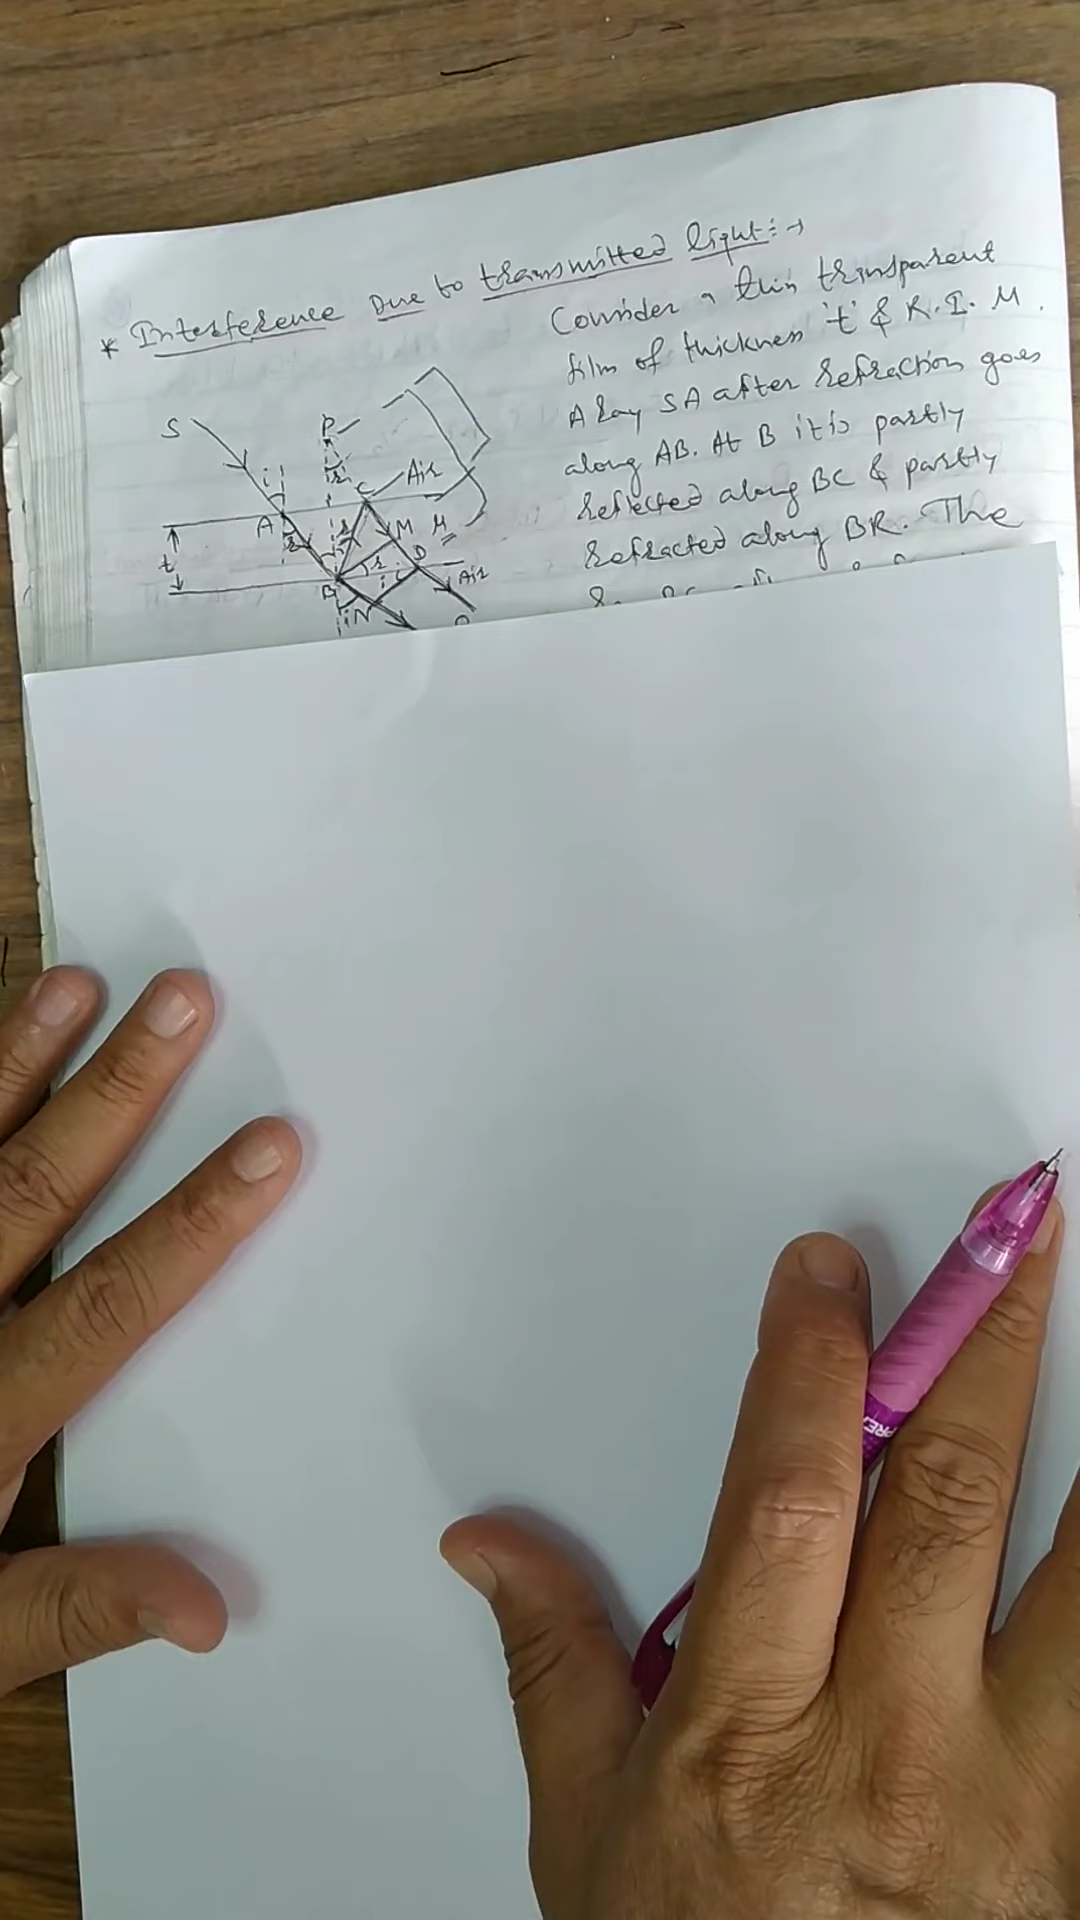 * Interference Due to transmitted light:→
Consider a thin transparent
film of thickness 't' & R.I. μ.
A ray SA after refraction goes
along AB. At B it is partly
reflected along BC & partly
refracted along BR. The
S
P
i
r
C
Air
A
r
M
μ
t
D
r
i
Air
B
i
N
PRE